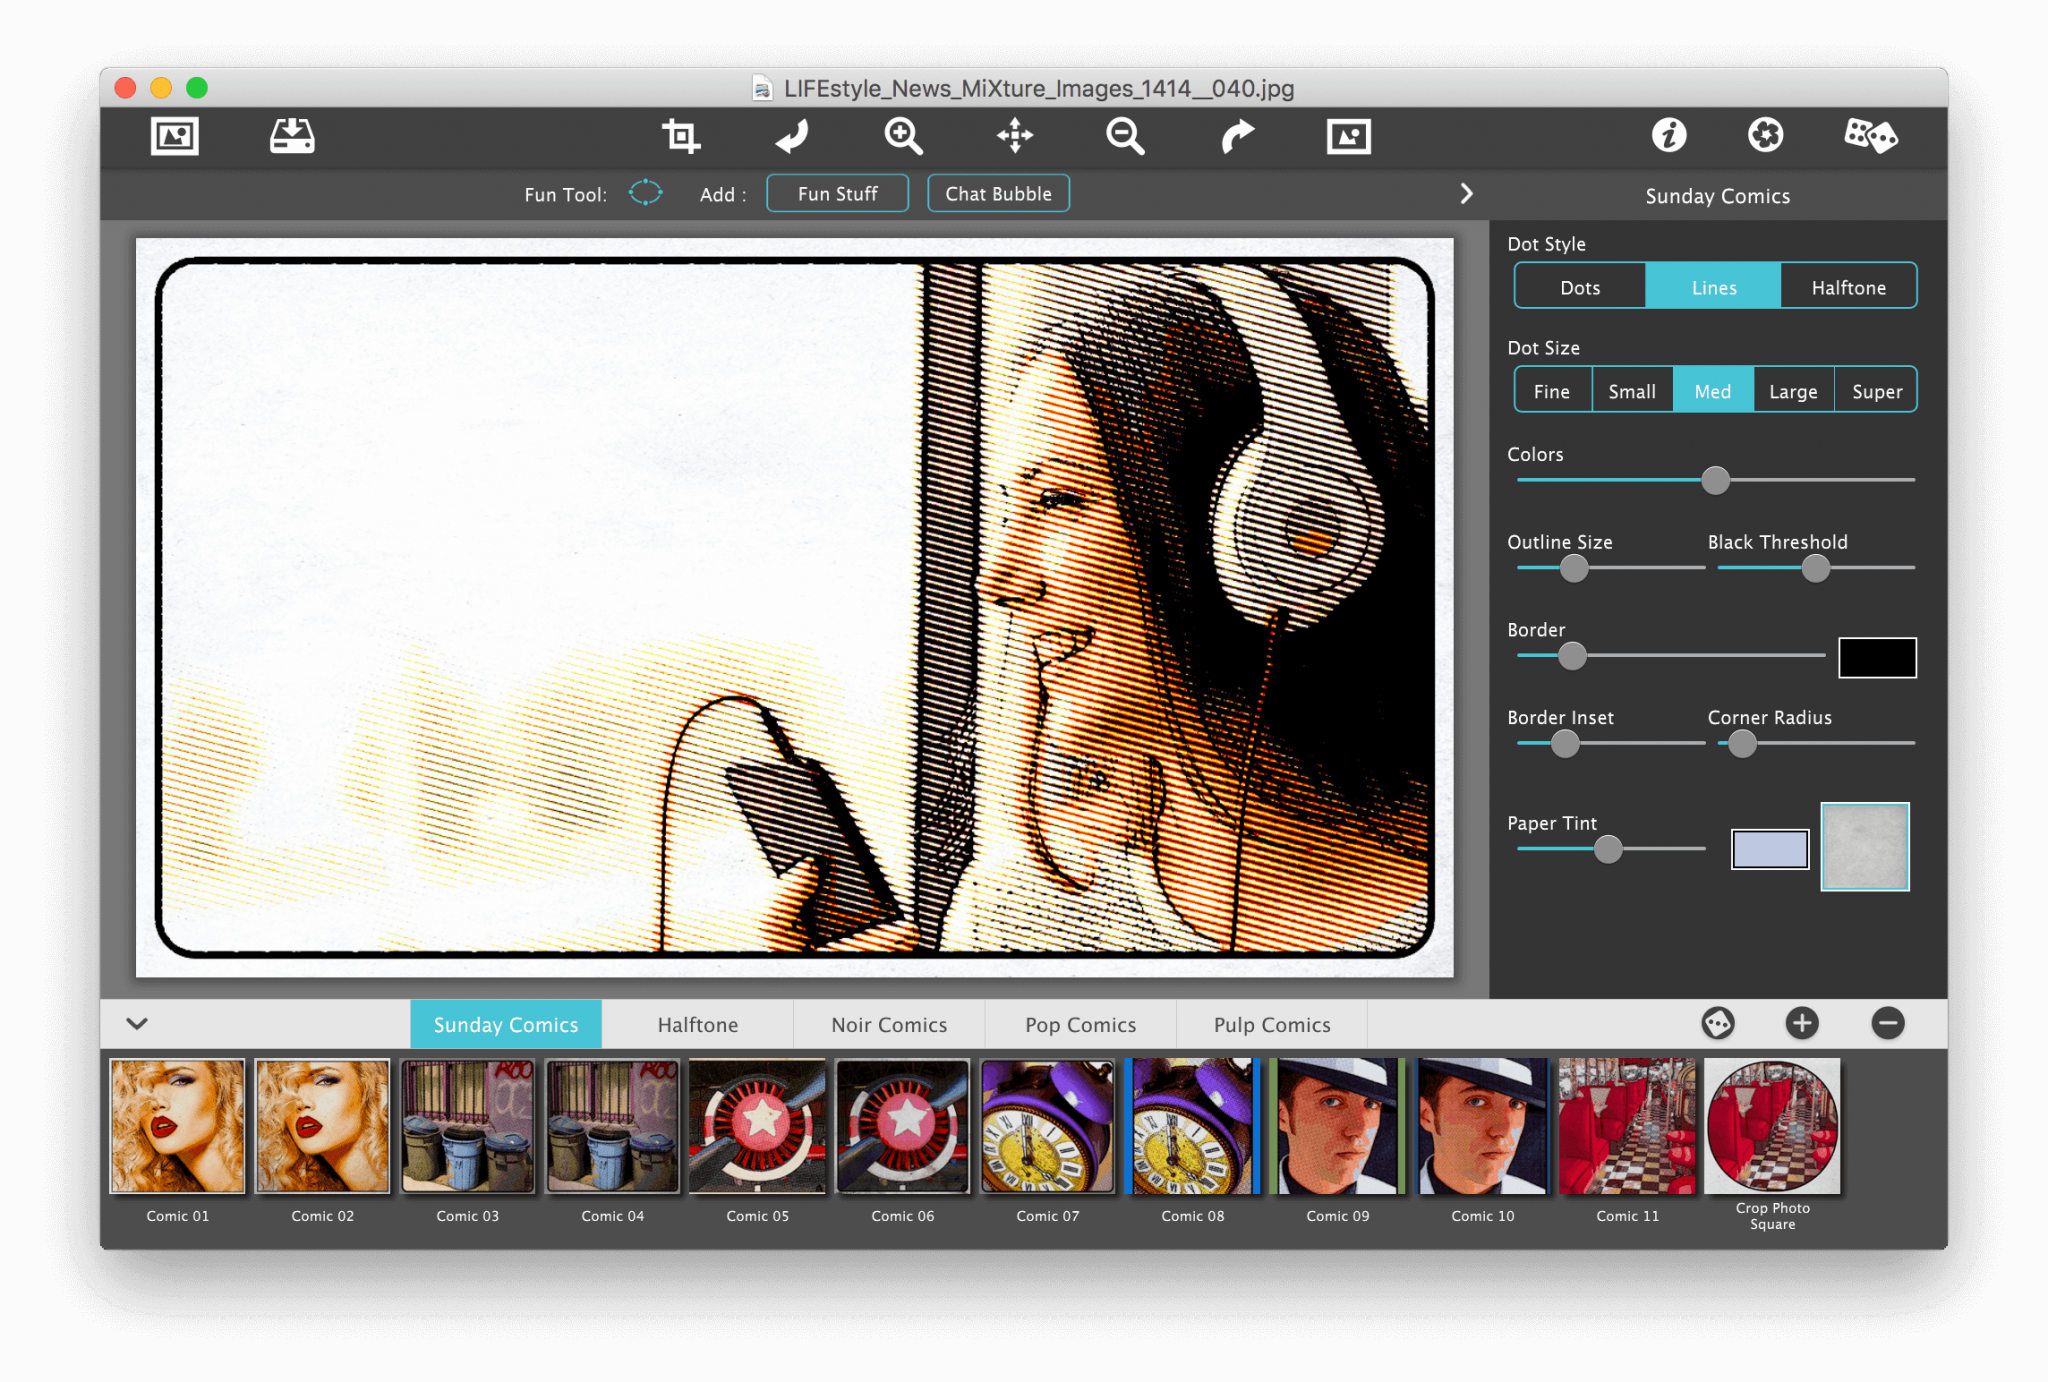 LIFEstyle_News_MiXture_Images_1414__040.jpg
Fun Tool: Add : Fun Stuff Chat Bubble
Sunday Comics
Dot Style
Dots Lines Halftone
Dot Size
Fine Small Med Large Super
Colors
Outline Size Black Threshold
Border
Border Inset Corner Radius
Paper Tint
Sunday Comics Halftone Noir Comics Pop Comics Pulp Comics
Comic 01 Comic 02 Comic 03 Comic 04 Comic 05 Comic 06 Comic 07 Comic 08 Comic 09 Comic 10 Comic 11 Crop Photo
Square